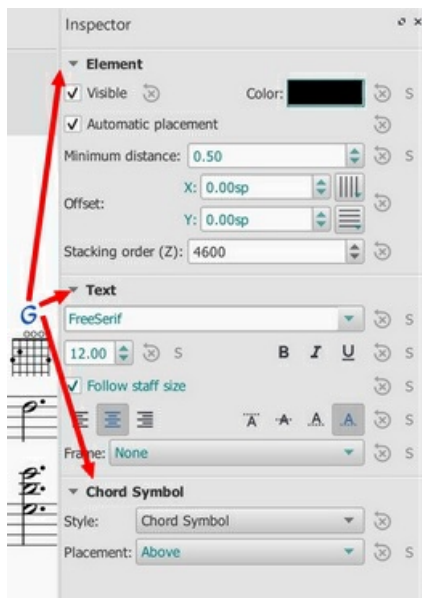 Inspector
Element
Visible Color: S
Automatic placement
Minimum distance: 0.50 S
X: 0.00sp
Offset:
Y: 0.00sp
Stacking order (Z): 4600
Text
G
FreeSerif S
12.00 S B I U S
Follow staff size S
A A A A S
Frame: None S
Chord Symbol
Style: Chord Symbol
Placement: Above S